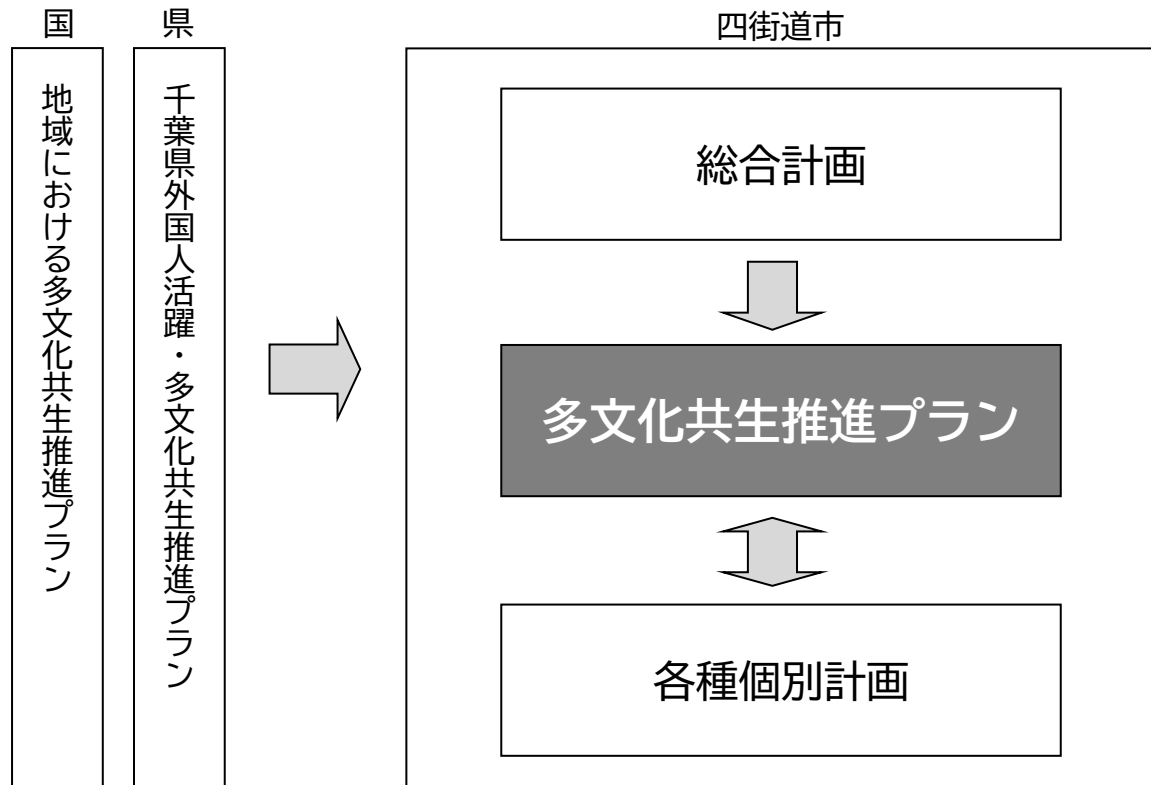 国
県
四街道市
地域における多文化共生推進プラン
千葉県外国人活躍・多文化共生推進プラン
総合計画
多文化共生推進プラン
各種個別計画